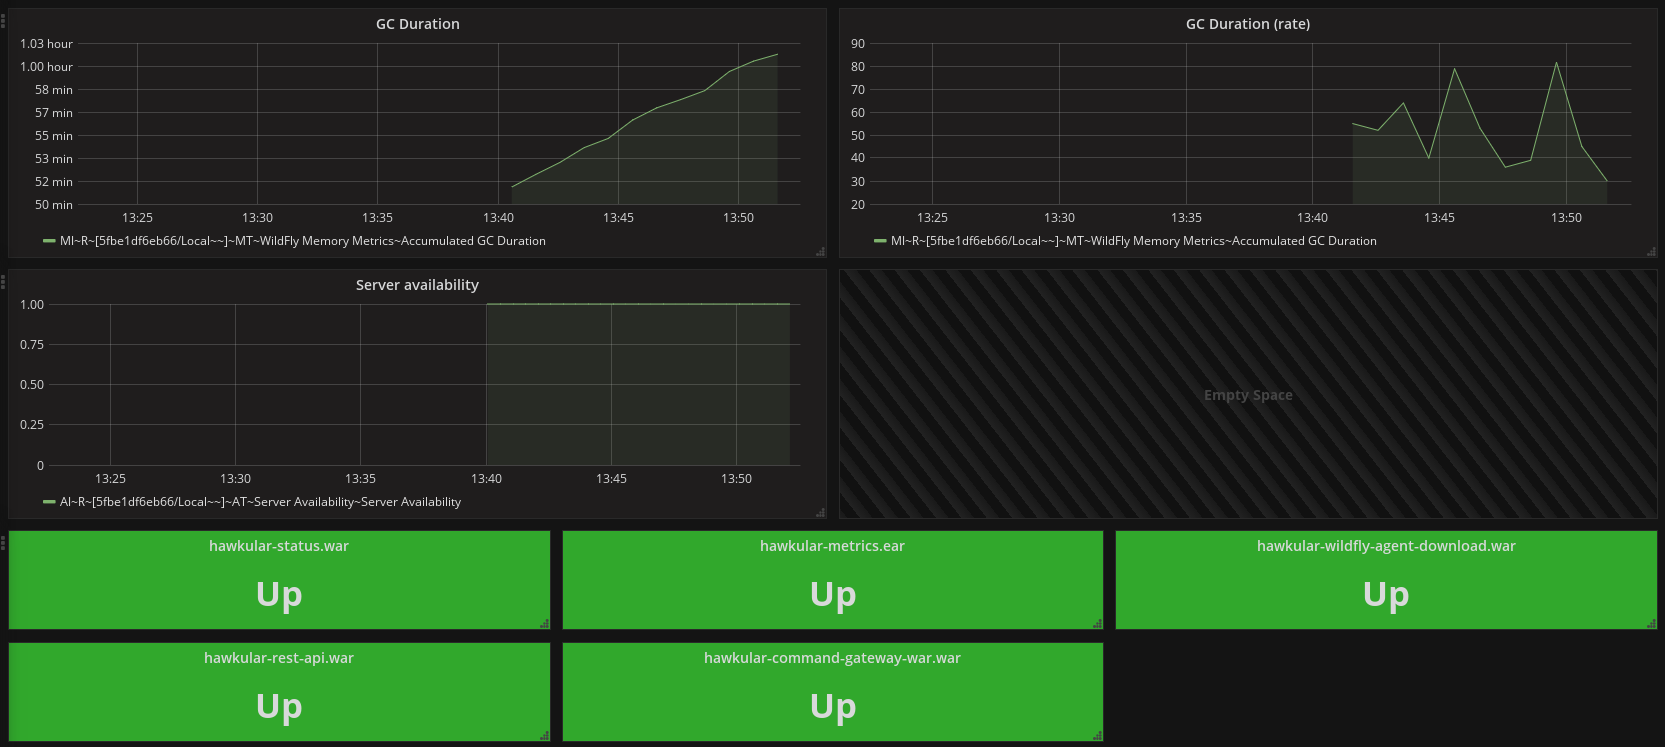 GC Duration
1.03 hour
1.00 hour
58 min
57 min
55 min
53 min
52 min
50 min
13:25 13:30 13:35 13:40 13:45 13:50
MI~R~[5fbe1df6eb66/Local~~]~MT~WildFly Memory Metrics~Accumulated GC Duration
GC Duration (rate)
90
80
70
60
50
40
30
20
13:25 13:30 13:35 13:40 13:45 13:50
MI~R~[5fbe1df6eb66/Local~~]~MT~WildFly Memory Metrics~Accumulated GC Duration
Server availability
1.00
0.75
0.50
0.25
0
13:25 13:30 13:35 13:40 13:45 13:50
AI~R~[5fbe1df6eb66/Local~~]~AT~Server Availability~Server Availability
Empty Space
hawkular-status.war
Up
hawkular-metrics.ear
Up
hawkular-wildfly-agent-download.war
Up
hawkular-rest-api.war
Up
hawkular-command-gateway-war.war
Up